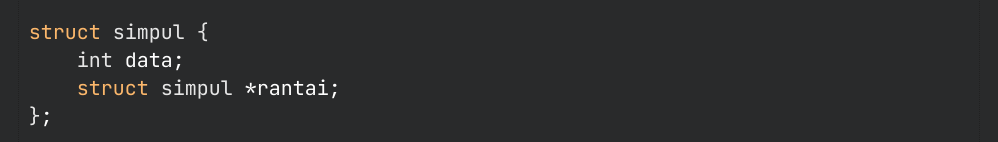 struct simpul {
    int data;
    struct simpul *rantai;
};